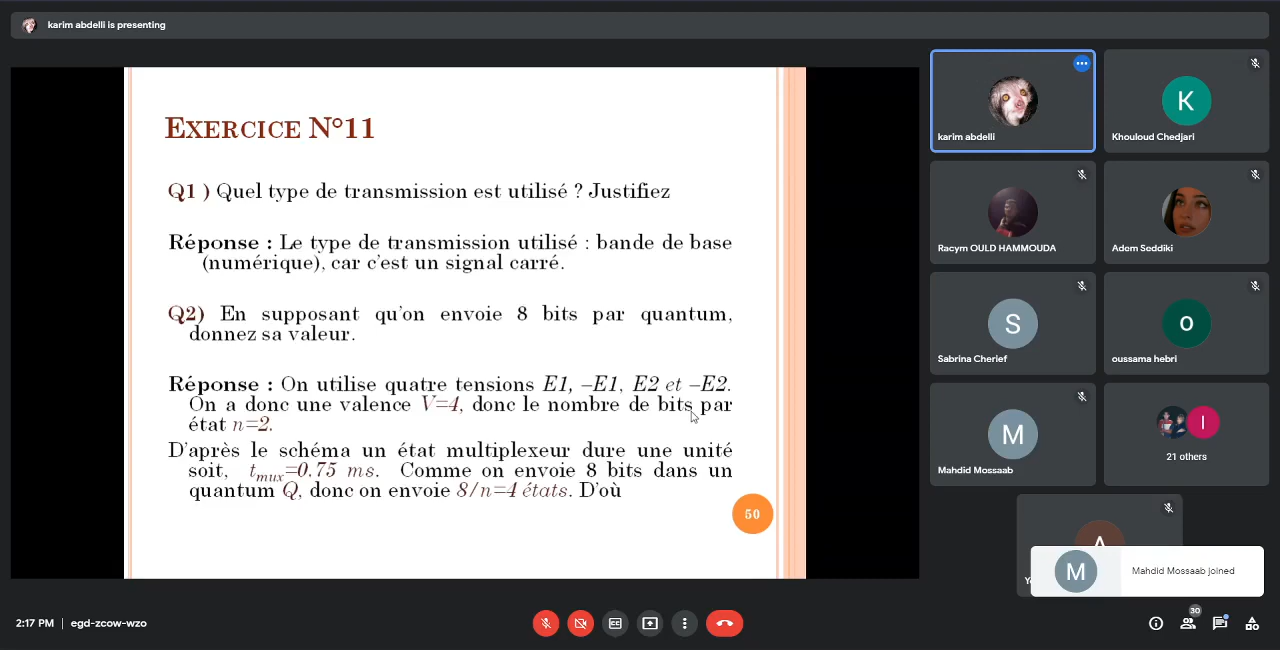 karim abdelli is presenting
EXERCICE N°11
Q1 ) Quel type de transmission est utilisé ? Justifiez
Réponse : Le type de transmission utilisé : bande de base
(numérique), car c'est un signal carré.
Q2) En supposant qu'on envoie 8 bits par quantum,
donnez sa valeur.
Réponse : On utilise quatre tensions E1, –E1, E2 et –E2.
On a donc une valence V=4, donc le nombre de bits par
état n=2.
D'après le schéma un état multiplexeur dure une unité
soit, tmux=0.75 ms. Comme on envoie 8 bits dans un
quantum Q, donc on envoie 8/n=4 états. D'où
50
karim abdelli
K
Khouloud Chedjari
Racym OULD HAMMOUDA
Adem Seddiki
S
Sabrina Cherief
o
oussama hebri
M
Mahdid Mossaab
I
21 others
M
Mahdid Mossaab joined
2:17 PM | egd-zcow-wzo
30